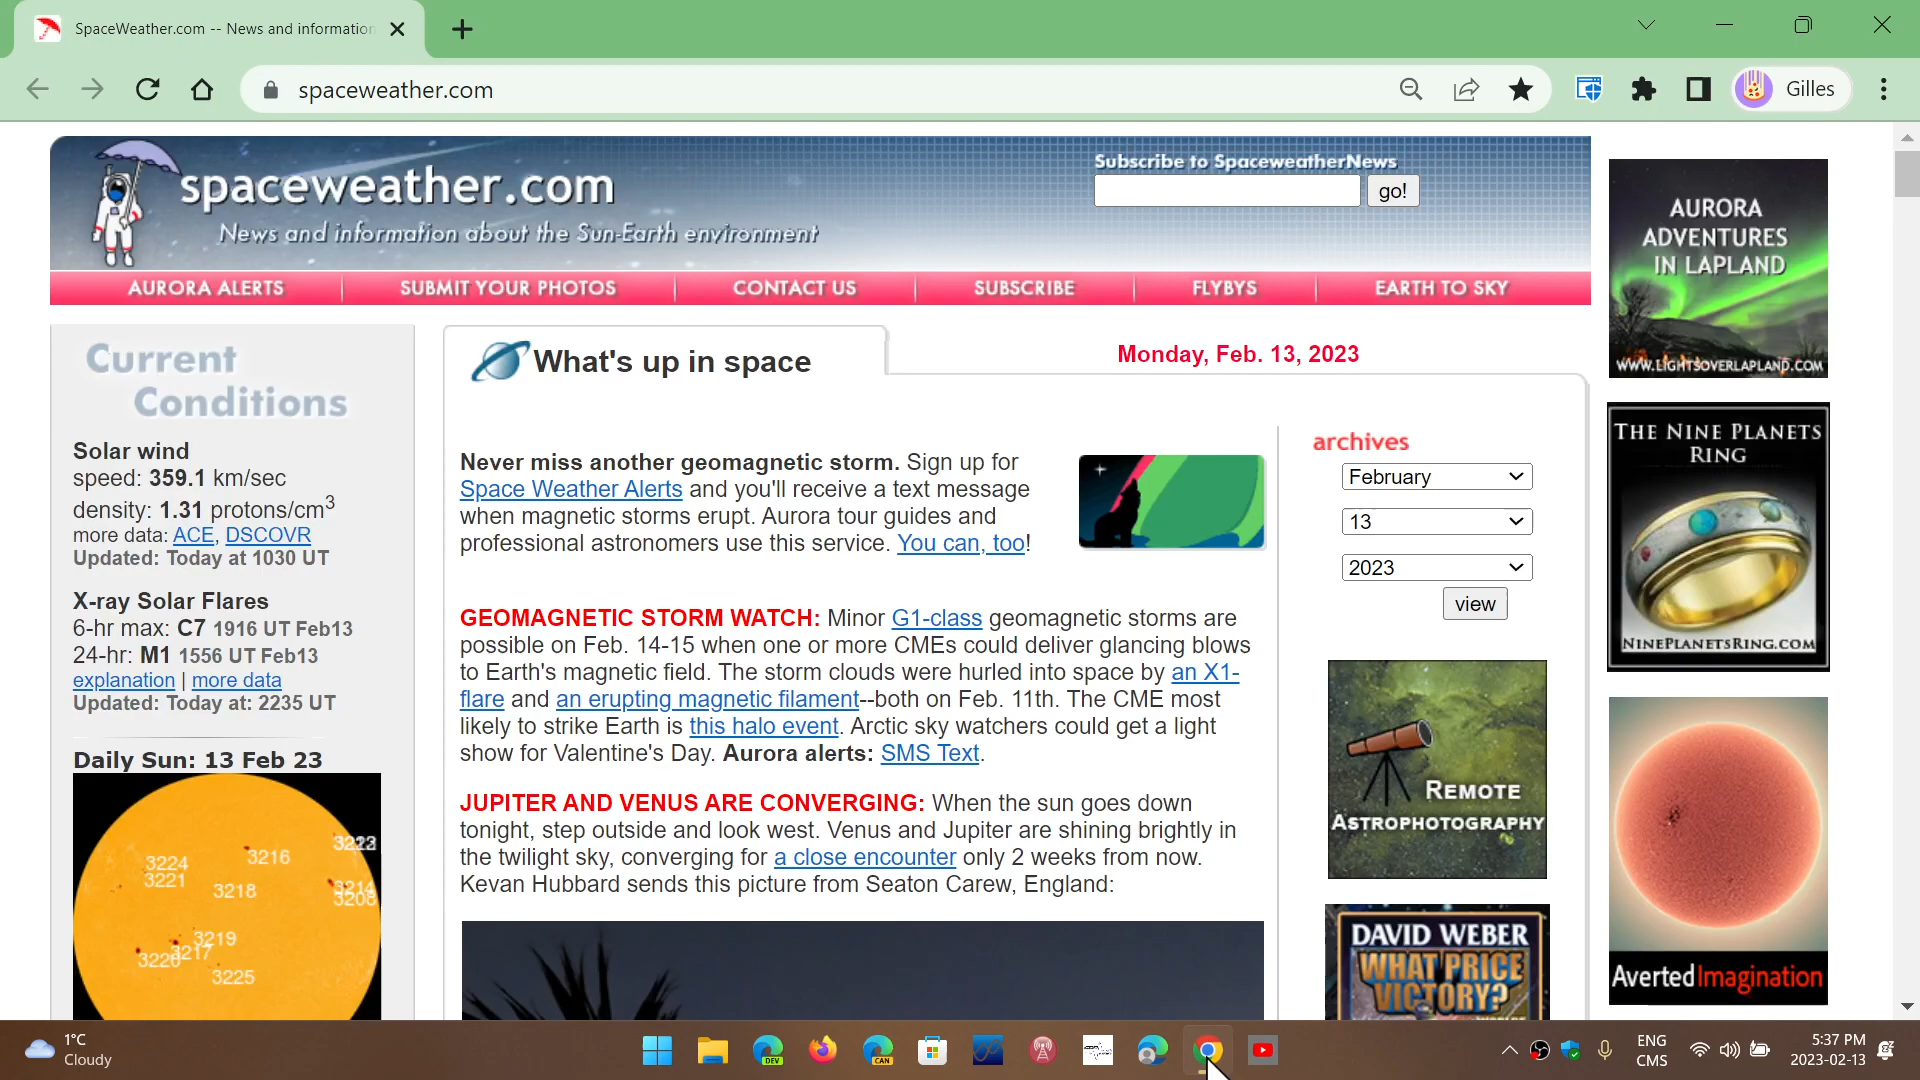 SpaceWeather.com -- News and information
spaceweather.com
Gilles
spaceweather.com
News and information about the Sun-Earth environment
Subscribe to SpaceweatherNews
go!
AURORA ALERTS
SUBMIT YOUR PHOTOS
CONTACT US
SUBSCRIBE
FLYBYS
EARTH TO SKY
Current
Conditions
Solar wind
speed: 359.1 km/sec
density: 1.31 protons/cm3
more data: ACE, DSCOVR
Updated: Today at 1030 UT
X-ray Solar Flares
6-hr max: C7 1916 UT Feb13
24-hr: M1 1556 UT Feb13
explanation | more data
Updated: Today at: 2235 UT
Daily Sun: 13 Feb 23
3224
3221
3216
3218
3214
3208
3219
3217
3220
3225
What's up in space
Monday, Feb. 13, 2023
Never miss another geomagnetic storm. Sign up for
Space Weather Alerts and you'll receive a text message
when magnetic storms erupt. Aurora tour guides and
professional astronomers use this service. You can, too!
GEOMAGNETIC STORM WATCH: Minor G1-class geomagnetic storms are
possible on Feb. 14-15 when one or more CMEs could deliver glancing blows
to Earth's magnetic field. The storm clouds were hurled into space by an X1-
flare and an erupting magnetic filament--both on Feb. 11th. The CME most
likely to strike Earth is this halo event. Arctic sky watchers could get a light
show for Valentine's Day. Aurora alerts: SMS Text.
JUPITER AND VENUS ARE CONVERGING: When the sun goes down
tonight, step outside and look west. Venus and Jupiter are shining brightly in
the twilight sky, converging for a close encounter only 2 weeks from now.
Kevan Hubbard sends this picture from Seaton Carew, England:
archives
February
13
2023
view
REMOTE
ASTROPHOTOGRAPHY
DAVID WEBER
WHAT PRICE
VICTORY?
AURORA
ADVENTURES
IN LAPLAND
WWW.LIGHTSOVERLAPLAND.COM
THE NINE PLANETS
RING
NINEPLANETSRING.COM
AvertedImagination
1°C
Cloudy
DEV
CAN
ENG
CMS
5:37 PM
2023-02-13